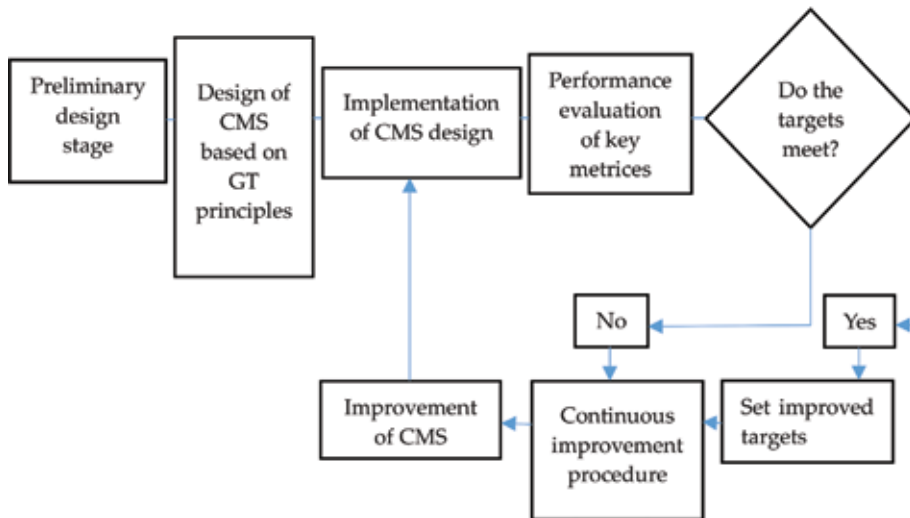 Preliminary
design
stage
Design of
CMS
based on
GT
principles
Implementation
of CMS design
Performance
evaluation
of key
metrices
Do the
targets
meet?
No
Yes
Improvement
of CMS
Continuous
improvement
procedure
Set improved
targets